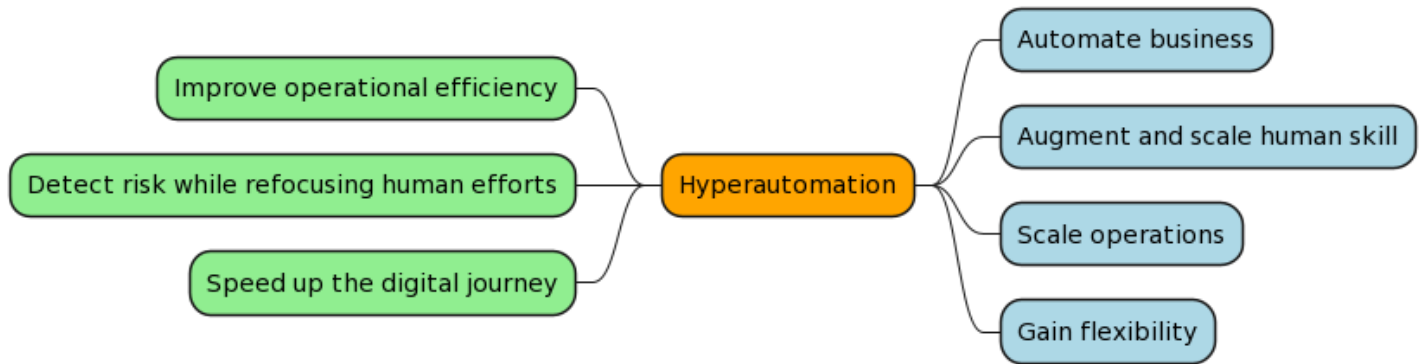 Improve operational efficiency
Detect risk while refocusing human efforts
Speed up the digital journey
Hyperautomation
Automate business
Augment and scale human skill
Scale operations
Gain flexibility